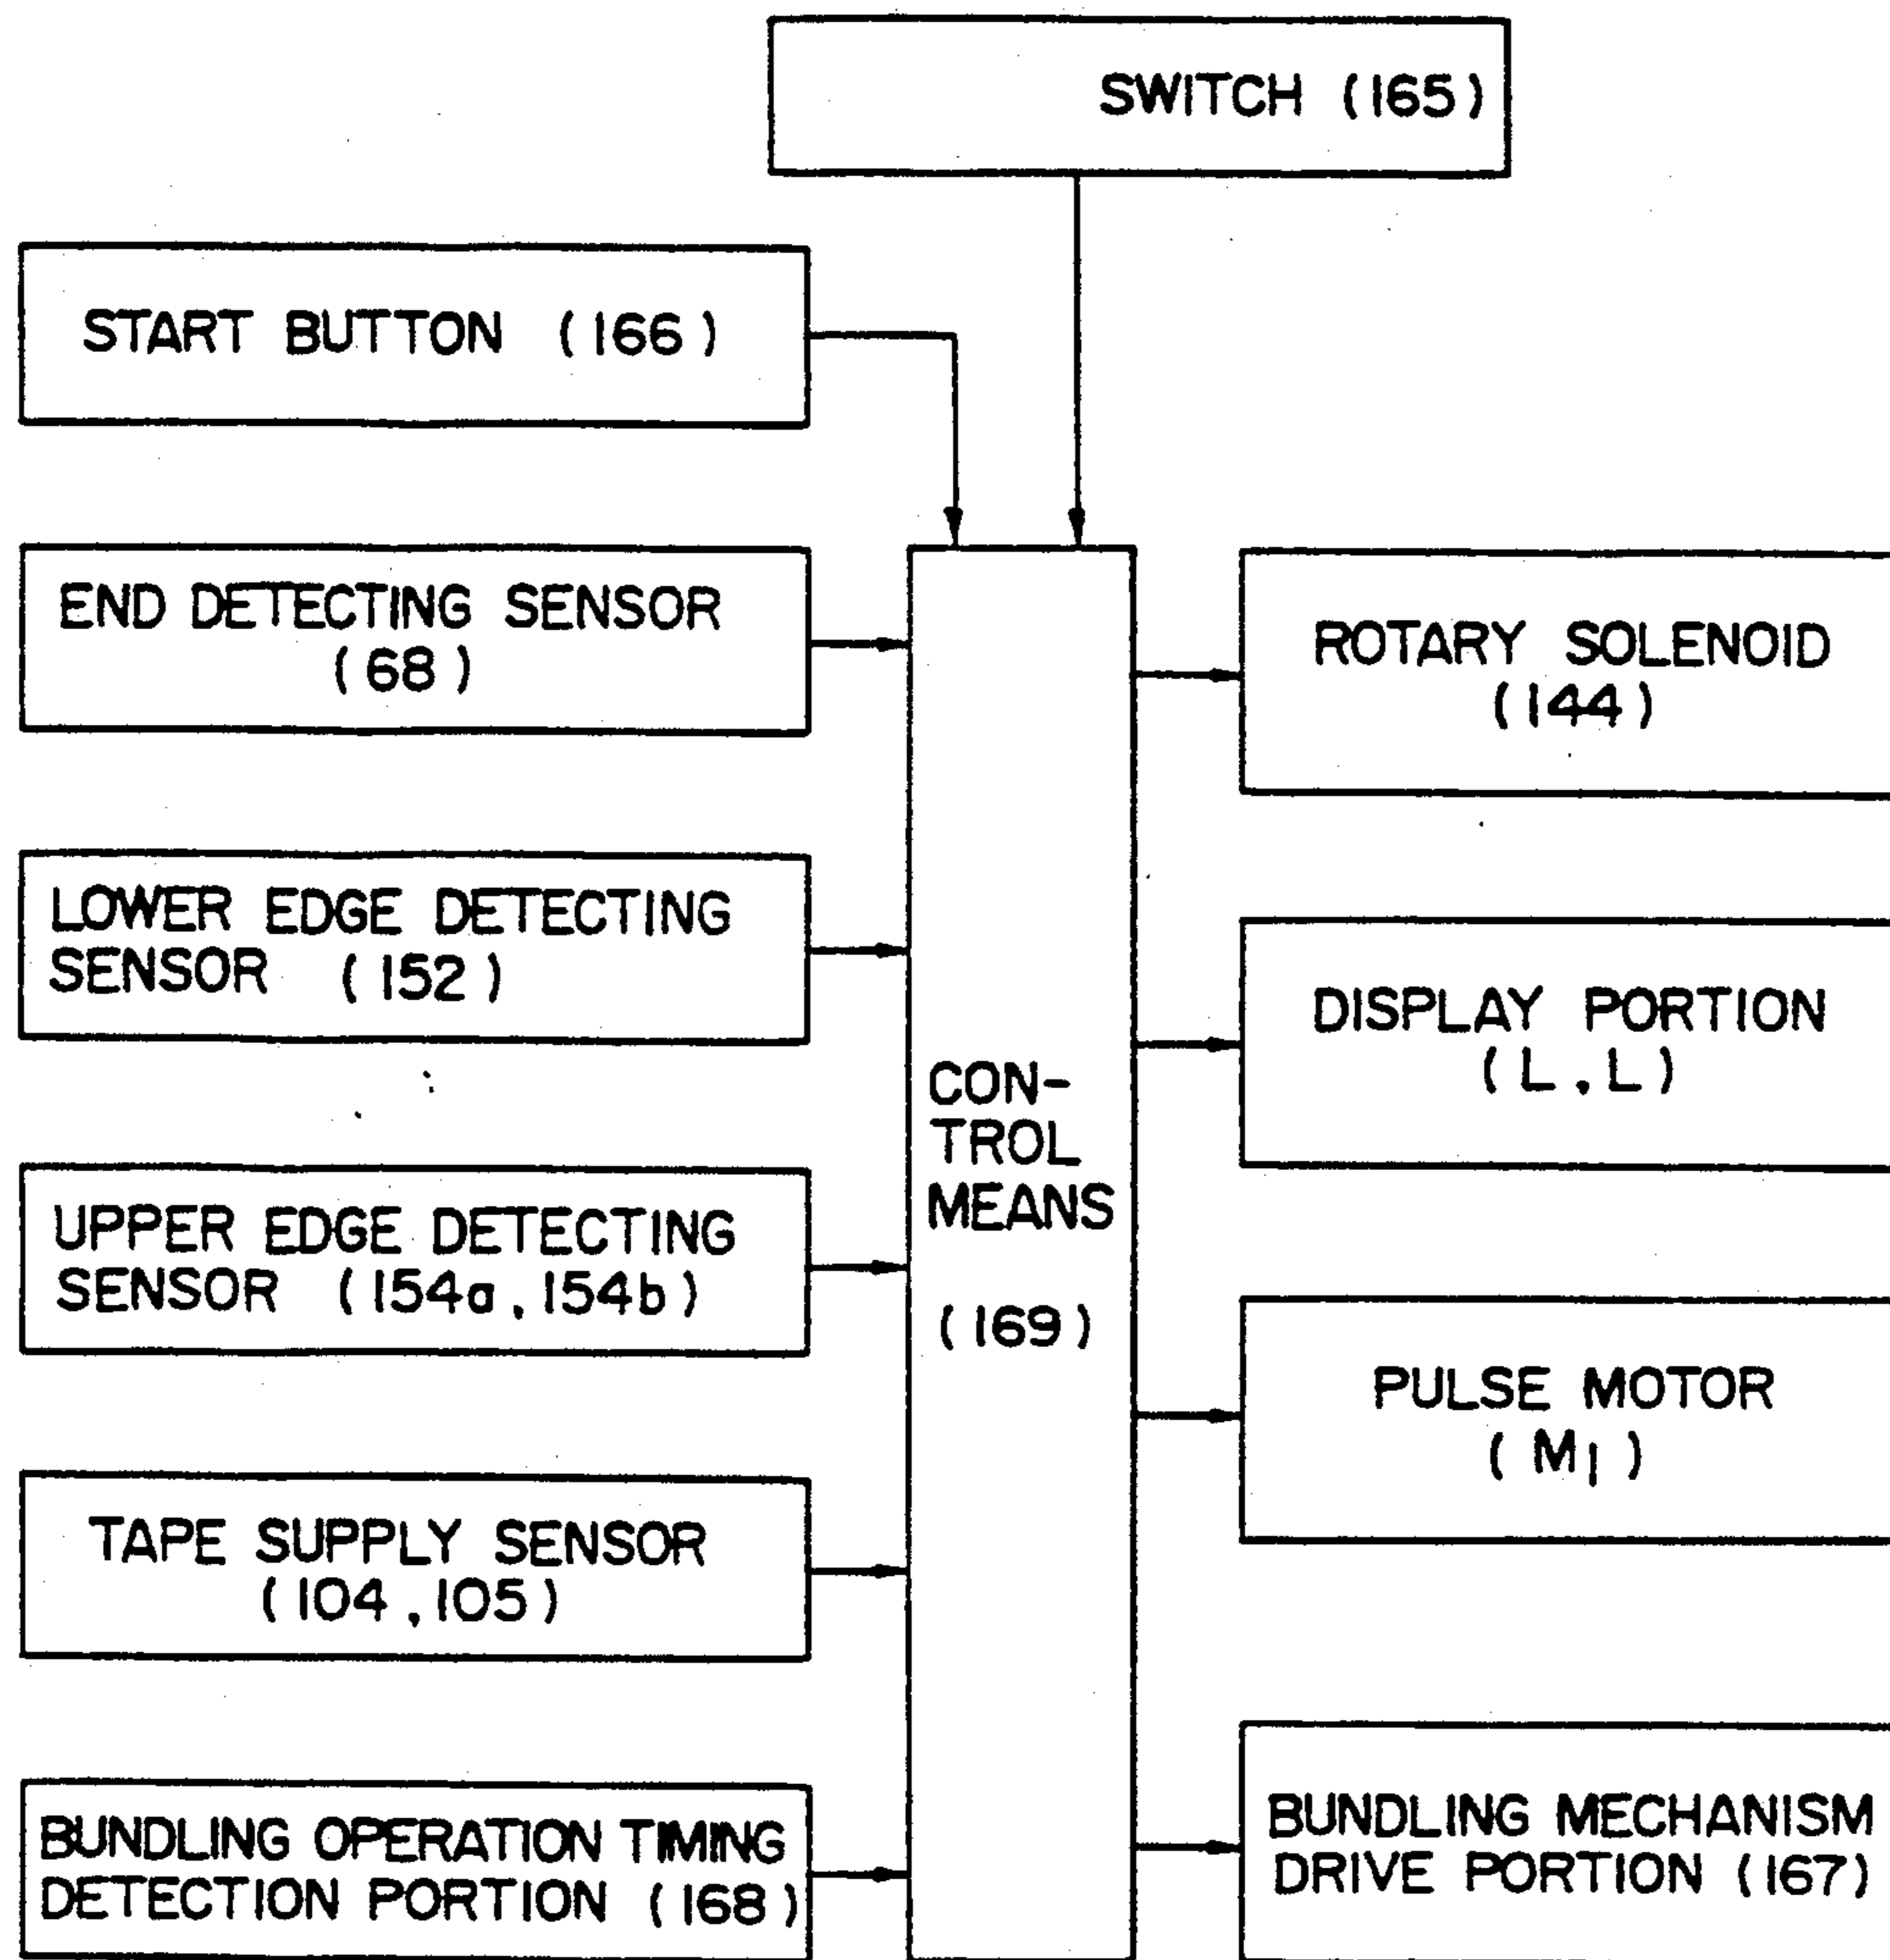 SWITCH (165)
START BUTTON (166)
END DETECTING SENSOR
(68)
LOWER EDGE DETECTING
SENSOR (152)
UPPER EDGE DETECTING
SENSOR (154a, 154b)
TAPE SUPPLY SENSOR
(104, 105)
BUNDLING OPERATION TIMING
DETECTION PORTION (168)
CON-
TROL
MEANS
(169)
ROTARY SOLENOID
(144)
DISPLAY PORTION
(L, L)
PULSE MOTOR
(M1)
BUNDLING MECHANISM
DRIVE PORTION (167)